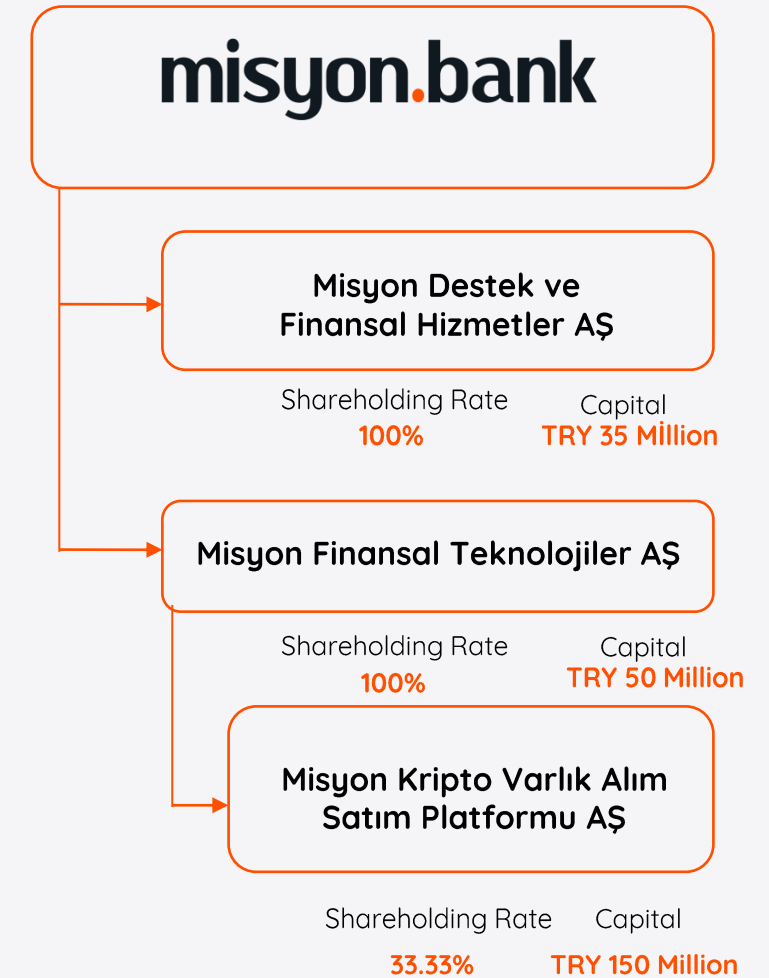 misyon.bank
Misyon Destek ve
Finansal Hizmetler AŞ
Shareholding Rate
Capital
100%
TRY 35 Mİllion
Misyon Finansal Teknolojiler AŞ
Shareholding Rate
Capital
100%
TRY 50 Million
Misyon Kripto Varlık Alım
Satım Platformu AŞ
Shareholding Rate
Capital
33.33%
TRY 150 Million